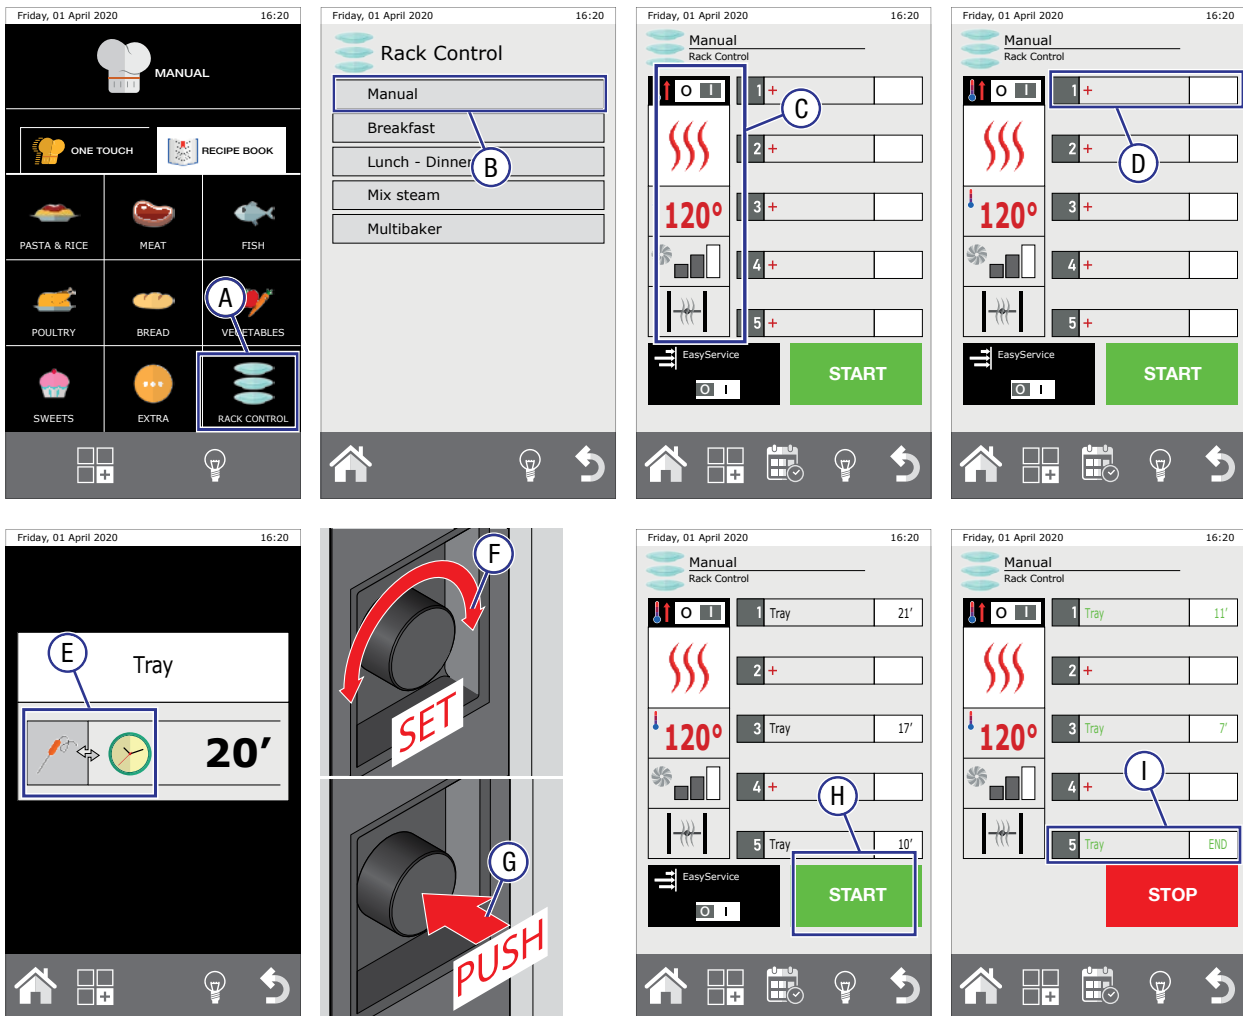 Friday, 01 April 2020 16:20
MANUAL
ONE TOUCH RECIPE BOOK
PASTA & RICE MEAT FISH
A
POULTRY BREAD VEGETABLES
SWEETS EXTRA RACK CONTROL
Friday, 01 April 2020 16:20
Rack Control
Manual
Breakfast
Lunch - Dinner
B
Mix steam
Multibaker
Friday, 01 April 2020 16:20
Manual
Rack Control
O I 1 +
C
2 +
120° 3 +
4 +
5 +
EasyService
O I
START
Friday, 01 April 2020 16:20
Manual
Rack Control
O I 1 +
2 +
D
120° 3 +
4 +
5 +
EasyService
O I
START
Friday, 01 April 2020 16:20
E
Tray
20′
F
SET
G
PUSH
Friday, 01 April 2020 16:20
Manual
Rack Control
O I 1 Tray 21′
2 +
120° 3 Tray 17′
4 +
H
5 Tray 10′
EasyService
O I
START
Friday, 01 April 2020 16:20
Manual
Rack Control
O I 1 Tray 11′
2 +
120° 3 Tray 7′
I
4 +
5 Tray END
STOP